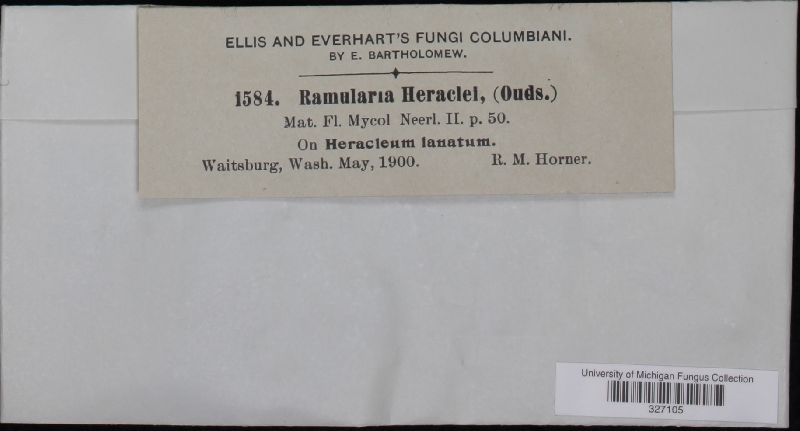 ELLIS AND EVERHART'S FUNGI COLUMBIANI.
BY E. BARTHOLOMEW.
1584. Ramularia Heraclei, (Ouds.)
Mat. Fl. Mycol Neerl. II. p. 50.
On Heracleum lanatum.
Waitsburg, Wash. May, 1900. R. M. Horner.
University of Michigan Fungus Collection
327105